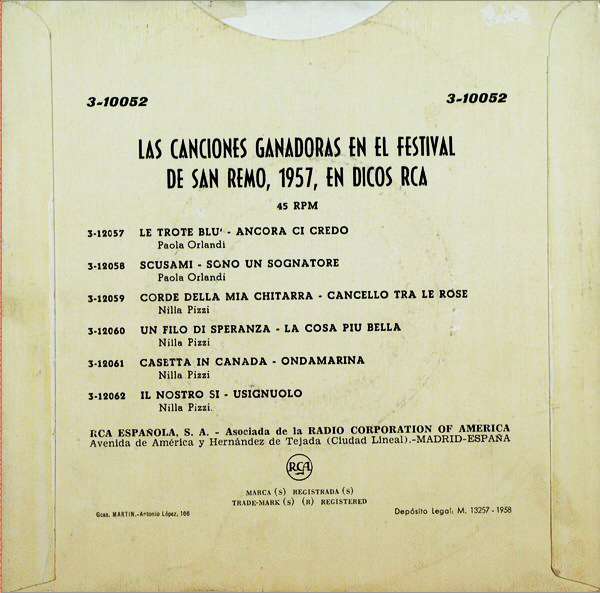 3-10052 3-10052
LAS CANCIONES GANADORAS EN EL FESTIVAL
DE SAN REMO, 1957, EN DICOS RCA
45 RPM
3-12057 LE TROTE BLU' - ANCORA CI CREDO
Paola Orlandi
3-12058 SCUSAMI - SONO UN SOGNATORE
Paola Orlandi
3-12059 CORDE DELLA MIA CHITARRA - CANCELLO TRA LE ROSE
Nilla Pizzi
3-12060 UN FILO DI SPERANZA - LA COSA PIU BELLA
Nilla Pizzi
3-12061 CASETTA IN CANADA - ONDAMARINA
Nilla Pizzi
3-12062 IL NOSTRO SI - USIGNUOLO
Nilla Pizzi.
RCA ESPAÑOLA, S. A. - Asociada de la RADIO CORPORATION OF AMERICA
Avenida de América y Hernández de Tejada (Ciudad Lineal).-MADRID-ESPAÑA
RCA
MARCA (S) REGISTRADA (S)
TRADE-MARK (S) (R) REGISTERED
Gcas. MARTIN.-Antonio López, 166 Depósito Legal: M. 13257 - 1958